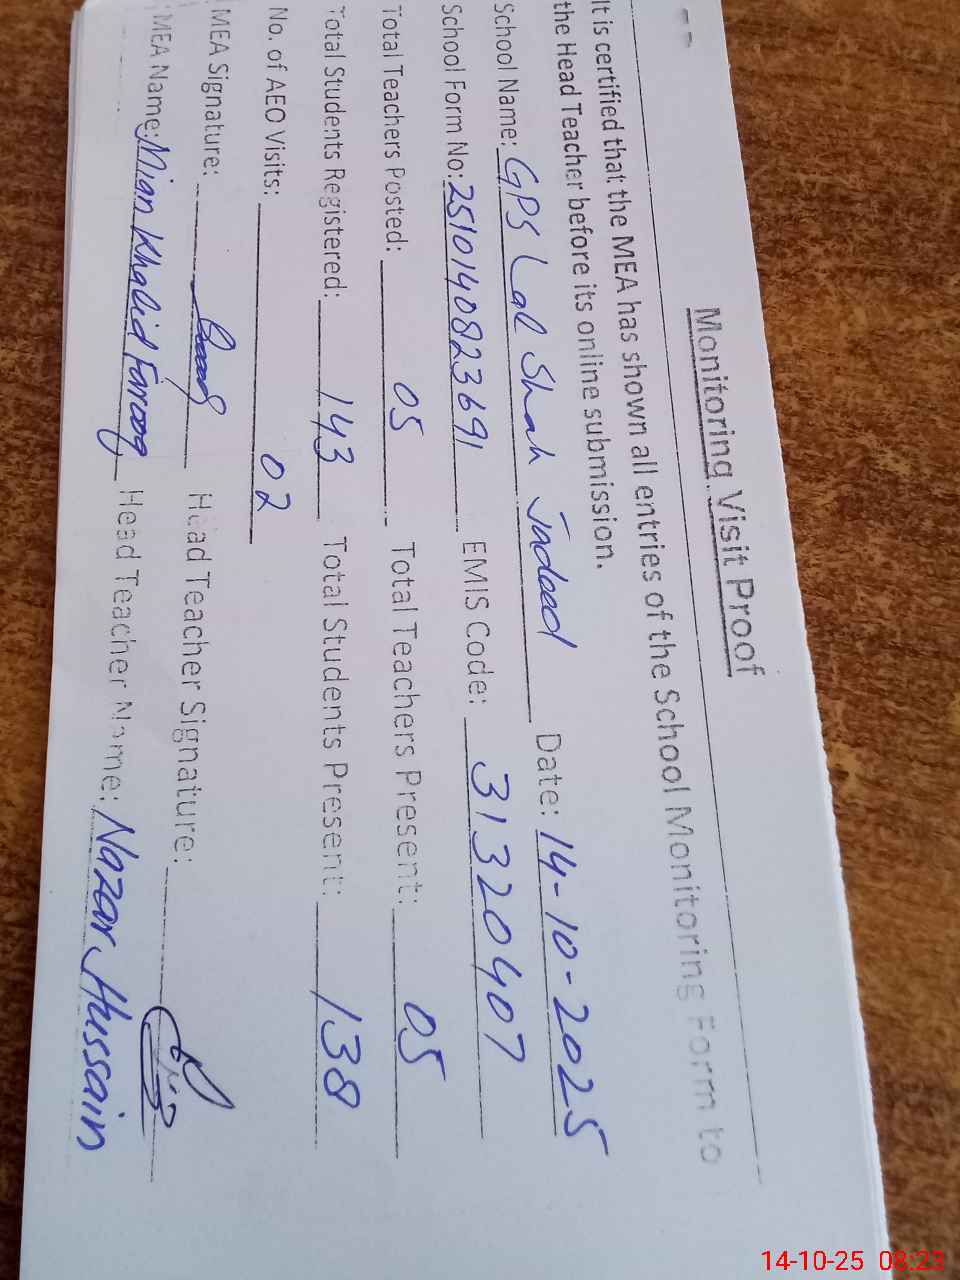 Monitoring Visit Proof
It is certified that the MEA has shown all entries of the School Monitoring Form to
the Head Teacher before its online submission.
School Name: GPS Lal Shah Jadeed Date: 14-10-2025
School Form No: 2510140823691 EMIS Code: 31320407
Total Teachers Posted: 05 Total Teachers Present: 05
Total Students Registered: 143 Total Students Present: 138
No. of AEO Visits: 02
MEA Signature: Head Teacher Signature:
MEA Name: Mian Khalid Farooq Head Teacher Name: Nazar Hussain
14-10-25 08:23